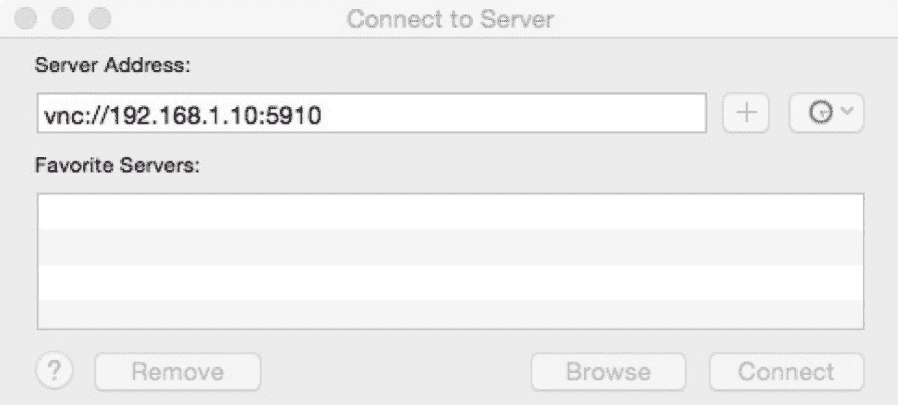 Connect to Server
Server Address:
vnc://192.168.1.10:5910
+
Favorite Servers:
? Remove Browse Connect